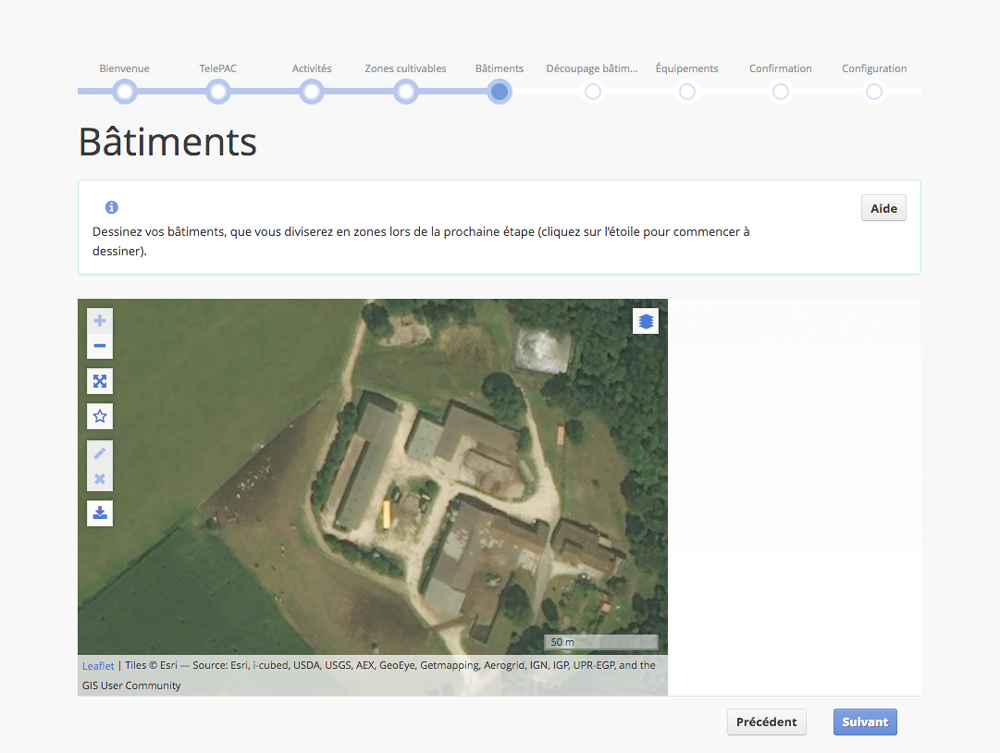 Bienvenue TelePAC Activités Zones cultivables Bâtiments Découpage bâtim... Équipements Confirmation Configuration
Bâtiments
Aide
Dessinez vos bâtiments, que vous diviserez en zones lors de la prochaine étape (cliquez sur l'étoile pour commencer à
dessiner).
50 m
Leaflet | Tiles © Esri — Source: Esri, i-cubed, USDA, USGS, AEX, GeoEye, Getmapping, Aerogrid, IGN, IGP, UPR-EGP, and the
GIS User Community
Précédent Suivant